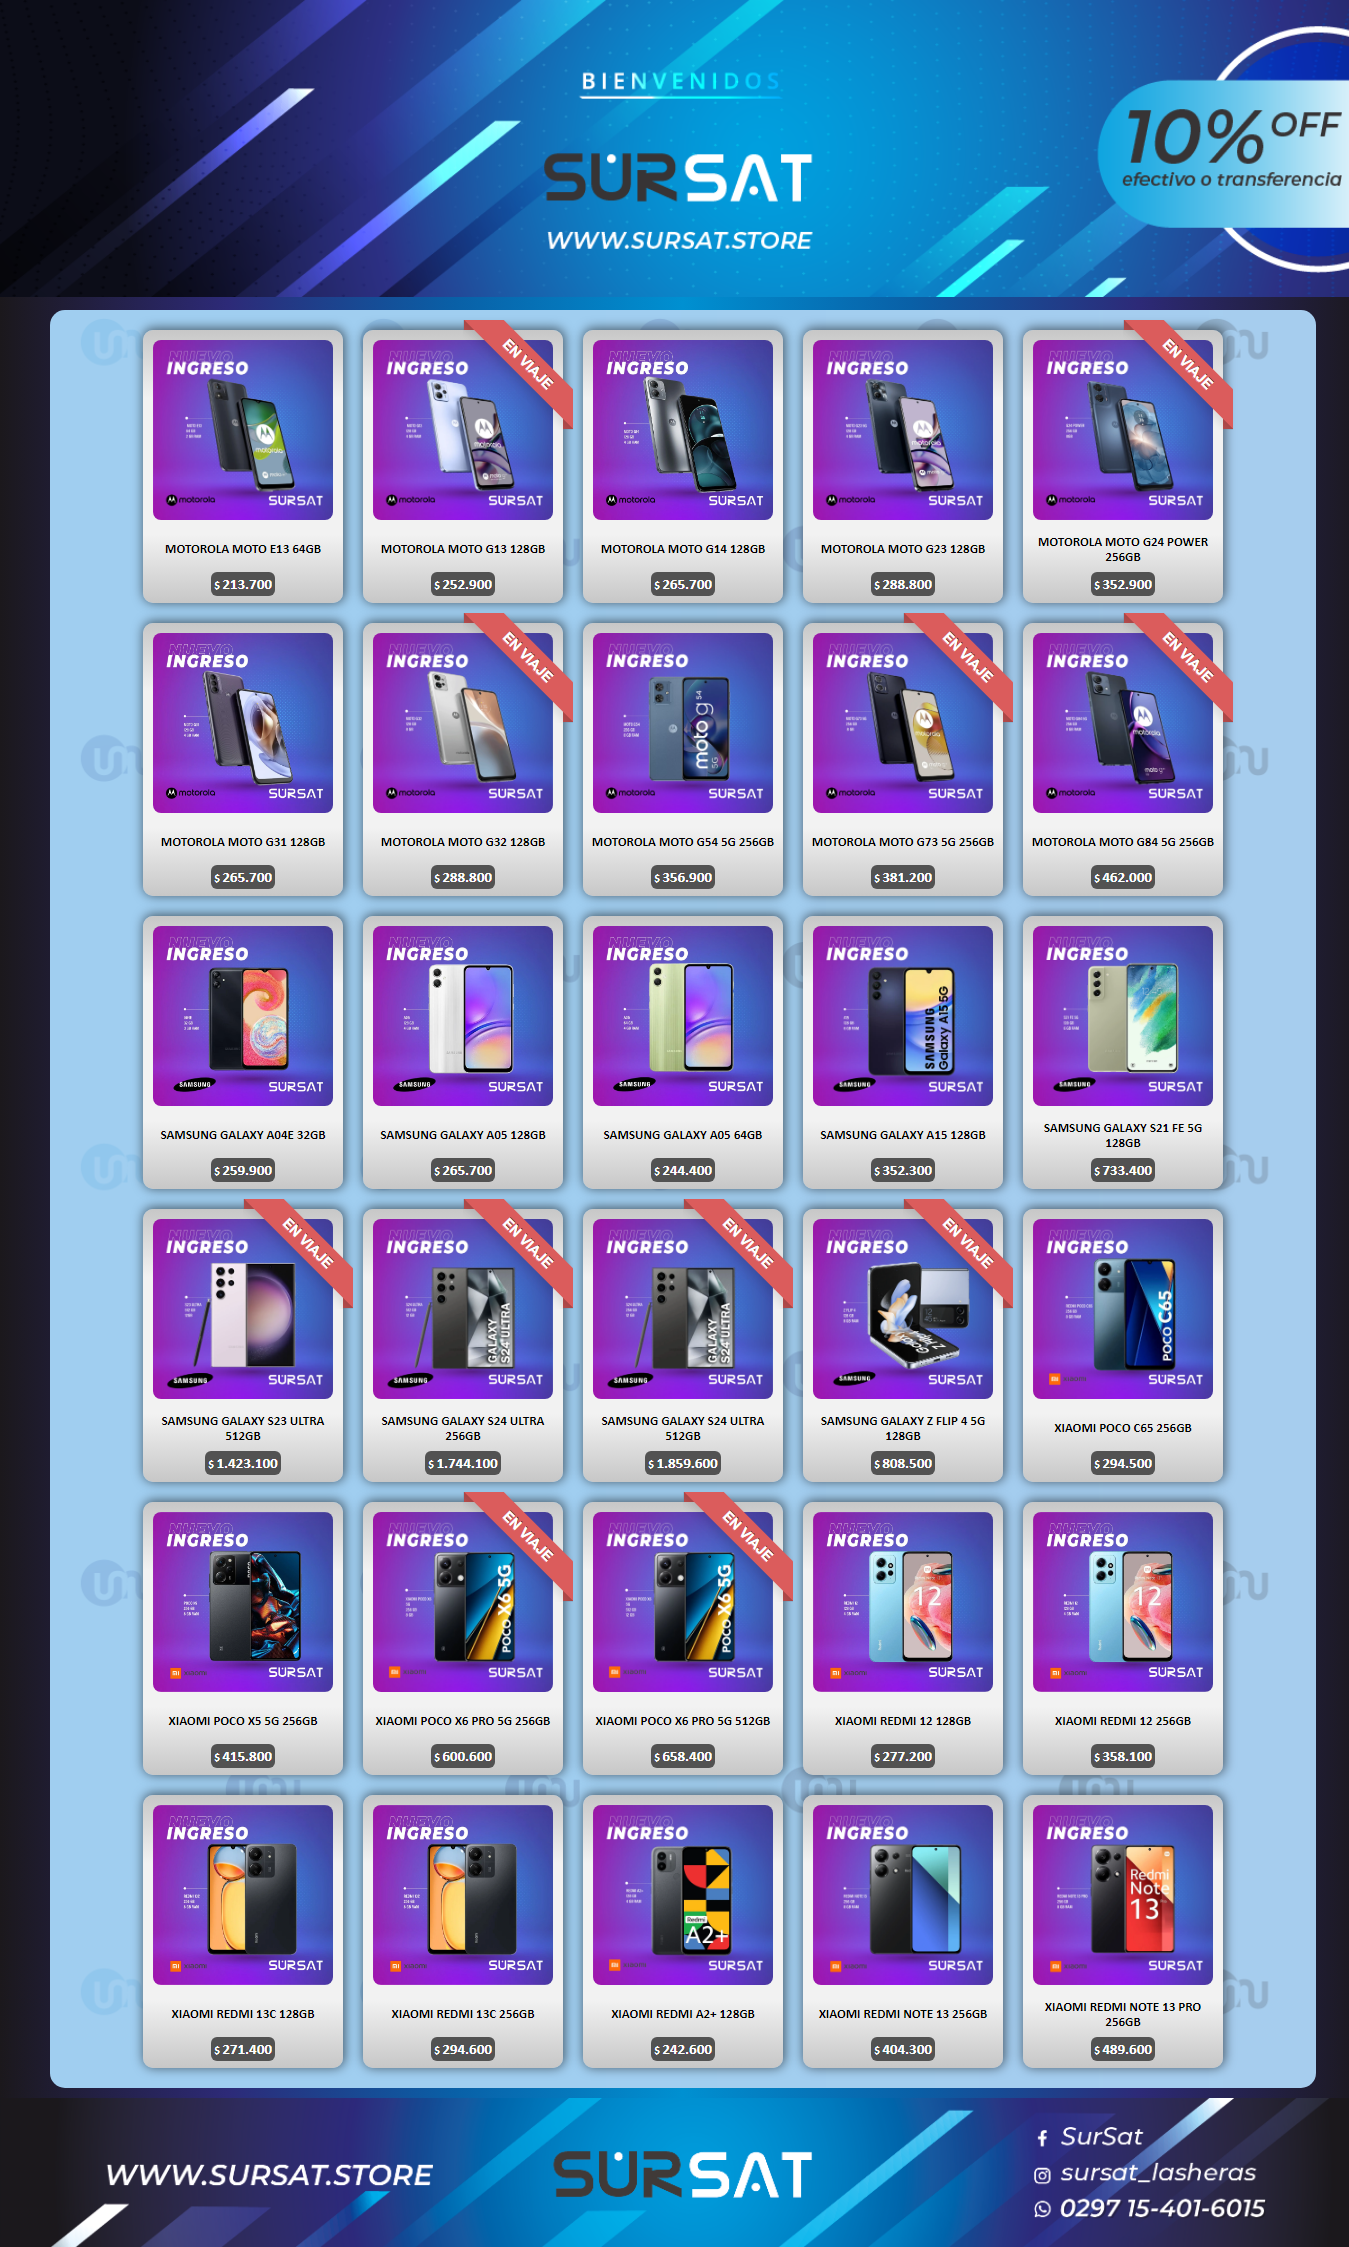 BIENVENIDOS
SURSAT
WWW.SURSAT.STORE
10% OFF
efectivo o transferencia
NUEVO
INGRESO
motorola
SURSAT
MOTOROLA MOTO E13 64GB
$ 213.700
EN VIAJE
NUEVO
INGRESO
motorola
SURSAT
MOTOROLA MOTO G13 128GB
$ 252.900
NUEVO
INGRESO
motorola
SURSAT
MOTOROLA MOTO G14 128GB
$ 265.700
NUEVO
INGRESO
motorola
SURSAT
MOTOROLA MOTO G23 128GB
$ 288.800
EN VIAJE
NUEVO
INGRESO
motorola
SURSAT
MOTOROLA MOTO G24 POWER
256GB
$ 352.900
NUEVO
INGRESO
motorola
SURSAT
MOTOROLA MOTO G31 128GB
$ 265.700
EN VIAJE
NUEVO
INGRESO
motorola
SURSAT
MOTOROLA MOTO G32 128GB
$ 288.800
NUEVO
INGRESO
moto g 54
5G
motorola
SURSAT
MOTOROLA MOTO G54 5G 256GB
$ 356.900
EN VIAJE
NUEVO
INGRESO
motorola
SURSAT
MOTOROLA MOTO G73 5G 256GB
$ 381.200
EN VIAJE
NUEVO
INGRESO
motorola
SURSAT
MOTOROLA MOTO G84 5G 256GB
$ 462.000
NUEVO
INGRESO
SAMSUNG
SURSAT
SAMSUNG GALAXY A04E 32GB
$ 259.900
NUEVO
INGRESO
SAMSUNG
SURSAT
SAMSUNG GALAXY A05 128GB
$ 265.700
NUEVO
INGRESO
SAMSUNG
SURSAT
SAMSUNG GALAXY A05 64GB
$ 244.400
NUEVO
INGRESO
SAMSUNG
Galaxy A15 5G
SAMSUNG
SURSAT
SAMSUNG GALAXY A15 128GB
$ 352.300
NUEVO
INGRESO
SAMSUNG
SURSAT
SAMSUNG GALAXY S21 FE 5G
128GB
$ 733.400
EN VIAJE
NUEVO
INGRESO
SAMSUNG
SURSAT
SAMSUNG GALAXY S23 ULTRA
512GB
$ 1.423.100
EN VIAJE
NUEVO
INGRESO
GALAXY
S24 ULTRA
SAMSUNG
SURSAT
SAMSUNG GALAXY S24 ULTRA
256GB
$ 1.744.100
EN VIAJE
NUEVO
INGRESO
GALAXY
S24 ULTRA
SAMSUNG
SURSAT
SAMSUNG GALAXY S24 ULTRA
512GB
$ 1.859.600
EN VIAJE
NUEVO
INGRESO
Galaxy
Z Flip4
SAMSUNG
SURSAT
SAMSUNG GALAXY Z FLIP 4 5G
128GB
$ 808.500
NUEVO
INGRESO
POCO C65
SURSAT
XIAOMI POCO C65 256GB
$ 294.500
NUEVO
INGRESO
SURSAT
XIAOMI POCO X5 5G 256GB
$ 415.800
EN VIAJE
NUEVO
INGRESO
POCO X6 5G
SURSAT
XIAOMI POCO X6 PRO 5G 256GB
$ 600.600
EN VIAJE
NUEVO
INGRESO
POCO X6 5G
SURSAT
XIAOMI POCO X6 PRO 5G 512GB
$ 658.400
NUEVO
INGRESO
12
SURSAT
XIAOMI REDMI 12 128GB
$ 277.200
NUEVO
INGRESO
12
SURSAT
XIAOMI REDMI 12 256GB
$ 358.100
NUEVO
INGRESO
SURSAT
XIAOMI REDMI 13C 128GB
$ 271.400
NUEVO
INGRESO
SURSAT
XIAOMI REDMI 13C 256GB
$ 294.600
NUEVO
INGRESO
Redmi
A2+
SURSAT
XIAOMI REDMI A2+ 128GB
$ 242.600
NUEVO
INGRESO
SURSAT
XIAOMI REDMI NOTE 13 256GB
$ 404.300
NUEVO
INGRESO
Redmi
Note
13
SURSAT
XIAOMI REDMI NOTE 13 PRO
256GB
$ 489.600
WWW.SURSAT.STORE
SURSAT
SurSat
sursat_lasheras
0297 15-401-6015